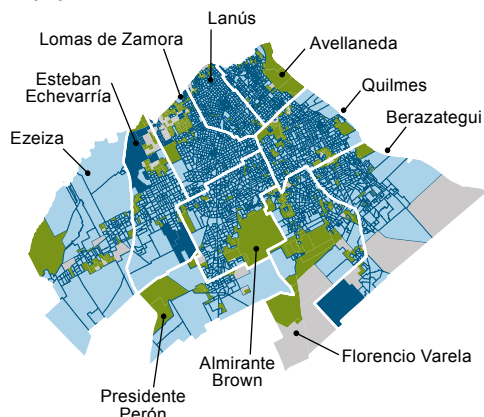 Lanús
Lomas de Zamora
Avellaneda
Esteban
Echevarría
Quilmes
Berazategui
Ezeiza
Florencio Varela
Almirante
Brown
Presidente
Perón